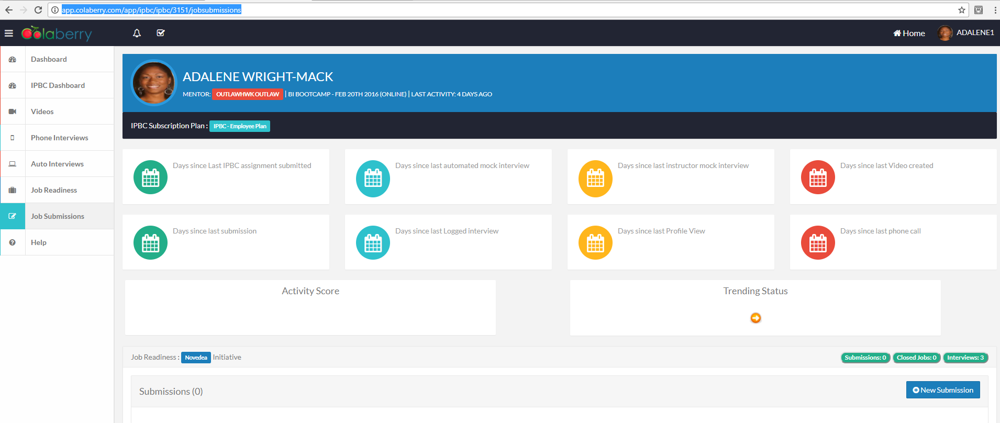 app.colaberry.com/app/ipbc/ipbc/3151/jobsubmissions
Colaberry
Home
ADALENE1
Dashboard
IPBC Dashboard
Videos
Phone Interviews
Auto Interviews
Job Readiness
Job Submissions
Help
ADALENE WRIGHT-MACK
MENTOR: OUTLAWHWK OUTLAW | BI BOOTCAMP - FEB 20TH 2016 (ONLINE) | LAST ACTIVITY: 4 DAYS AGO
IPBC Subscription Plan : IPBC - Employee Plan
Days since Last IPBC assignment submitted
Days since last automated mock interview
Days since last instructor mock interview
Days since last Video created
Days since last submission
Days since last Logged interview
Days since last Profile View
Days since last phone call
Activity Score
Trending Status
Job Readiness : Novedea Initiative
Submissions: 0
Closed Jobs: 0
Interviews: 3
Submissions (0)
New Submission